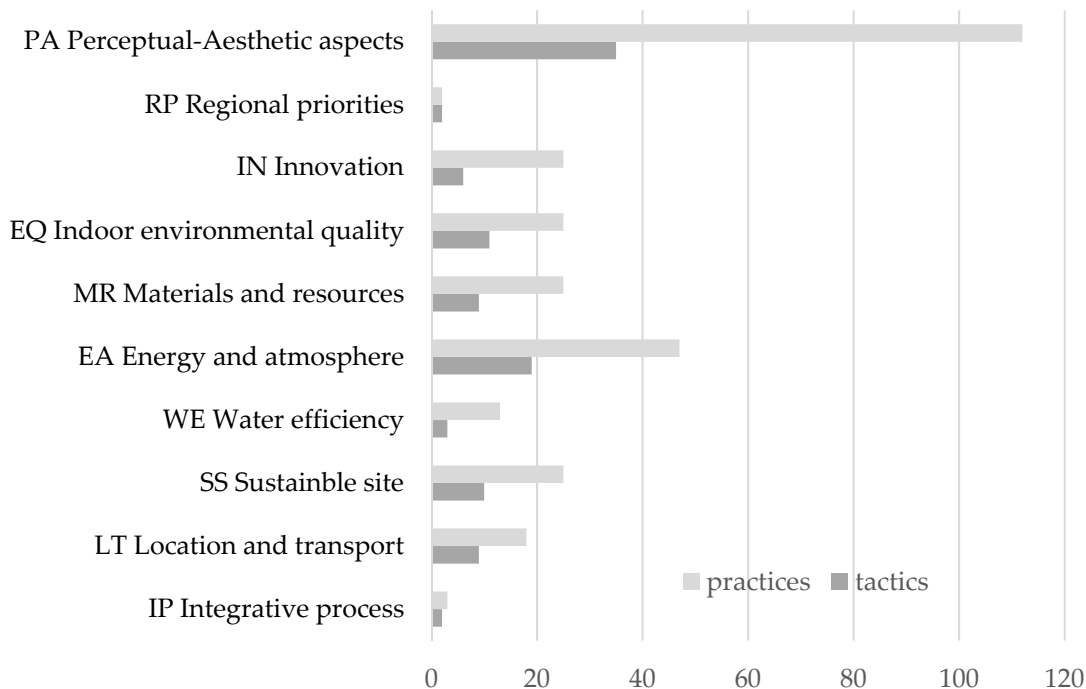 PA Perceptual-Aesthetic aspects
RP Regional priorities
IN Innovation
EQ Indoor environmental quality
MR Materials and resources
EA Energy and atmosphere
WE Water efficiency
SS Sustainble site
LT Location and transport
practices tactics
IP Integrative process
0 20 40 60 80 100 120